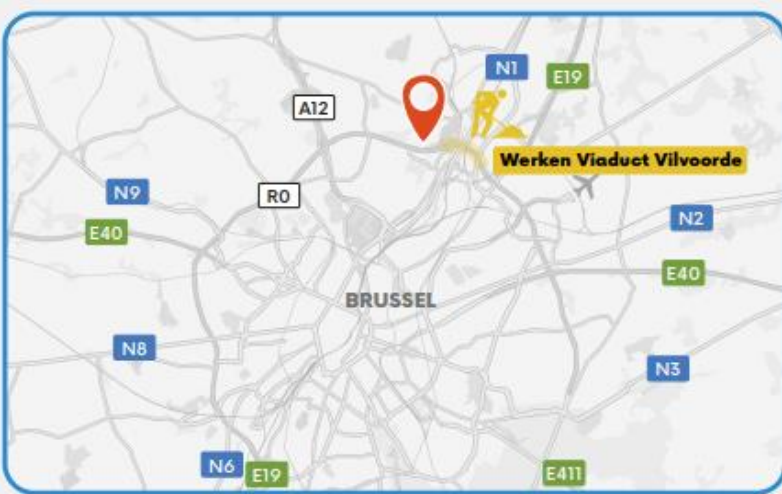 N1
E19
A12
Werken Viaduct Vilvoorde
N9
R0
N2
E40
E40
BRUSSEL
N8
N3
N6
E19
E411